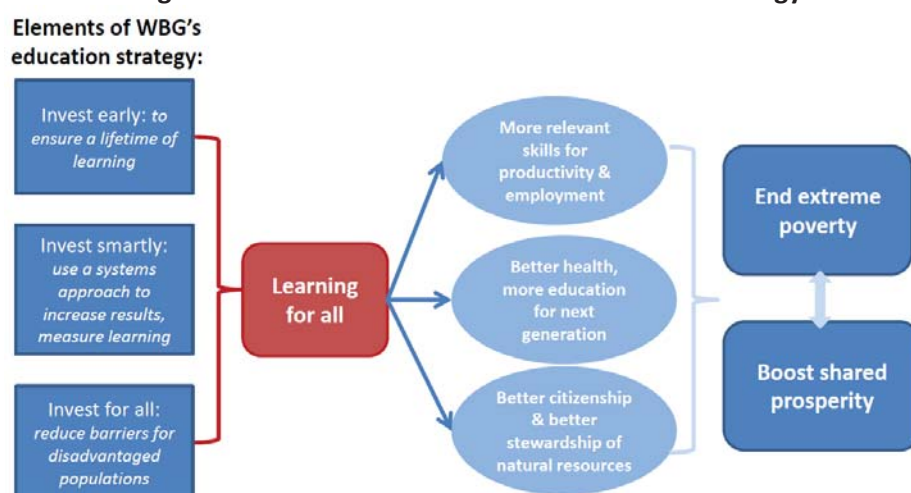 Elements of WBG's
education strategy:
Invest early: to
ensure a lifetime of
learning
Invest smartly:
use a systems
approach to
increase results,
measure learning
Invest for all:
reduce barriers for
disadvantaged
populations
Learning
for all
More relevant
skills for
productivity &
employment
Better health,
more education
for next
generation
Better citizenship
& better
stewardship of
natural resources
End extreme
poverty
Boost shared
prosperity